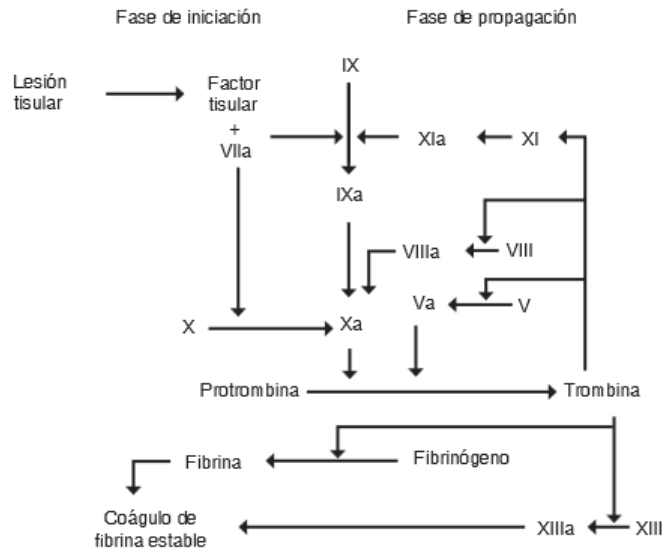 Fase de iniciación
Fase de propagación
Lesión
tisular
Factor
tisular
+
VIIa
IX
XIa
XI
IXa
VIIIa
VIII
Va
V
X
Xa
Protrombina
Trombina
Fibrina
Fibrinógeno
Coágulo de
fibrina estable
XIIIa
XIII